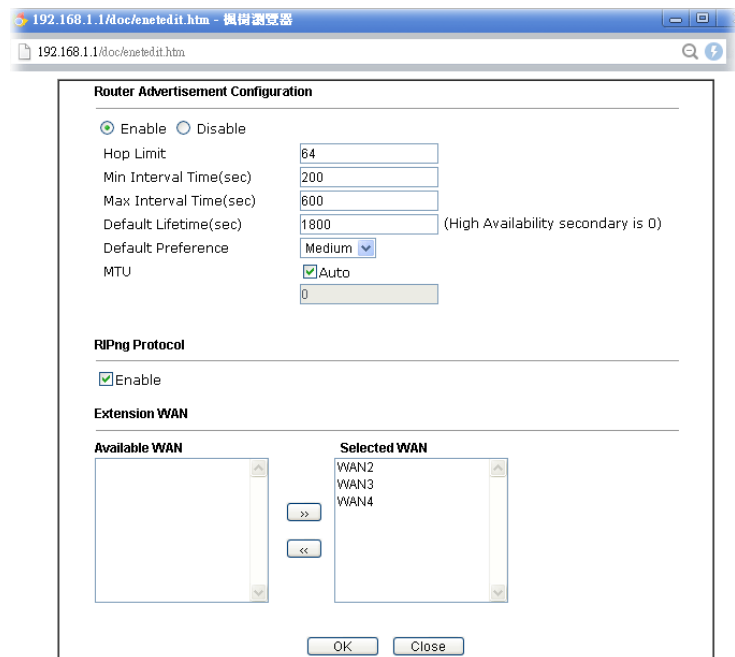 192.168.1.1/doc/enetedit.htm - 楓樹瀏覽器
192.168.1.1/doc/enetedit.htm
Router Advertisement Configuration
Enable Disable
Hop Limit 64
Min Interval Time(sec) 200
Max Interval Time(sec) 600
Default Lifetime(sec) 1800 (High Availability secondary is 0)
Default Preference Medium
MTU Auto
0
RIPng Protocol
Enable
Extension WAN
Available WAN Selected WAN
WAN2
WAN3
WAN4
>>
<<
OK Close